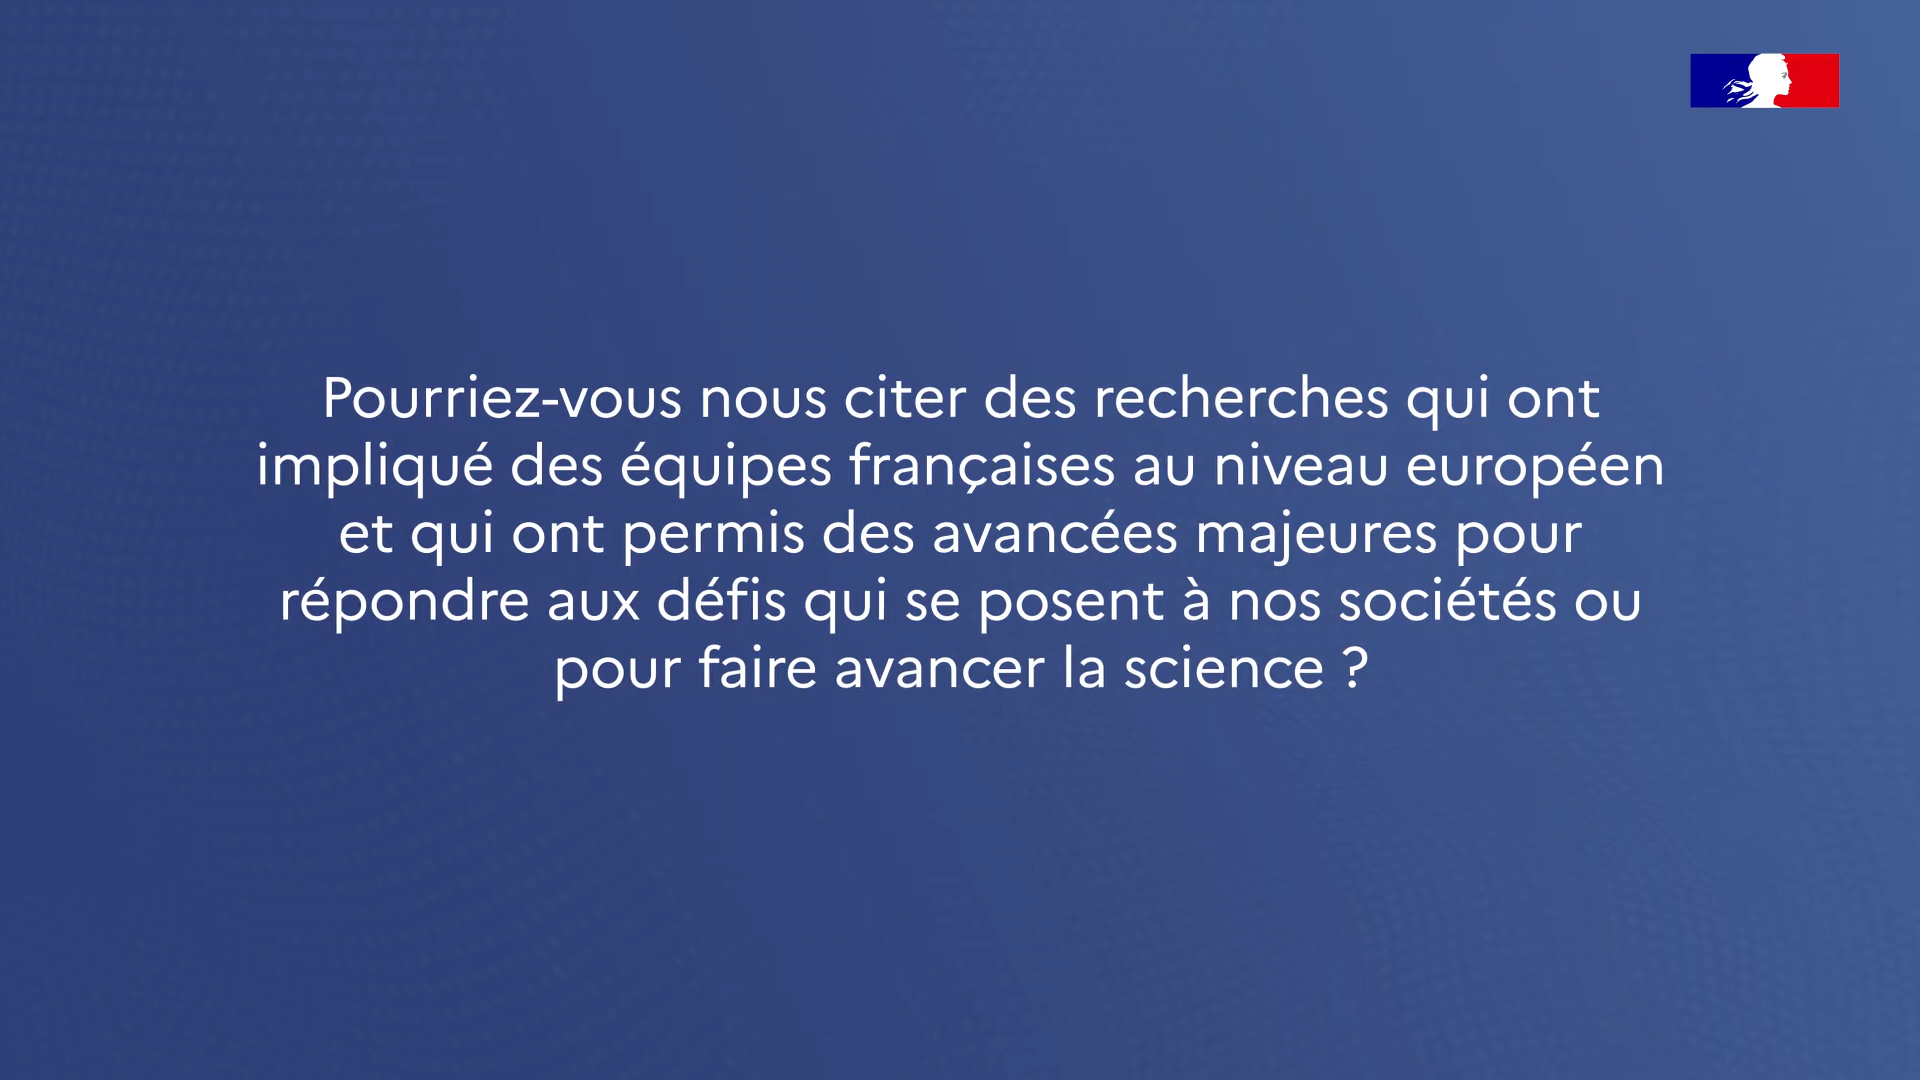 Pourriez-vous nous citer des recherches qui ont
impliqué des équipes françaises au niveau européen
et qui ont permis des avancées majeures pour
répondre aux défis qui se posent à nos sociétés ou
pour faire avancer la science ?